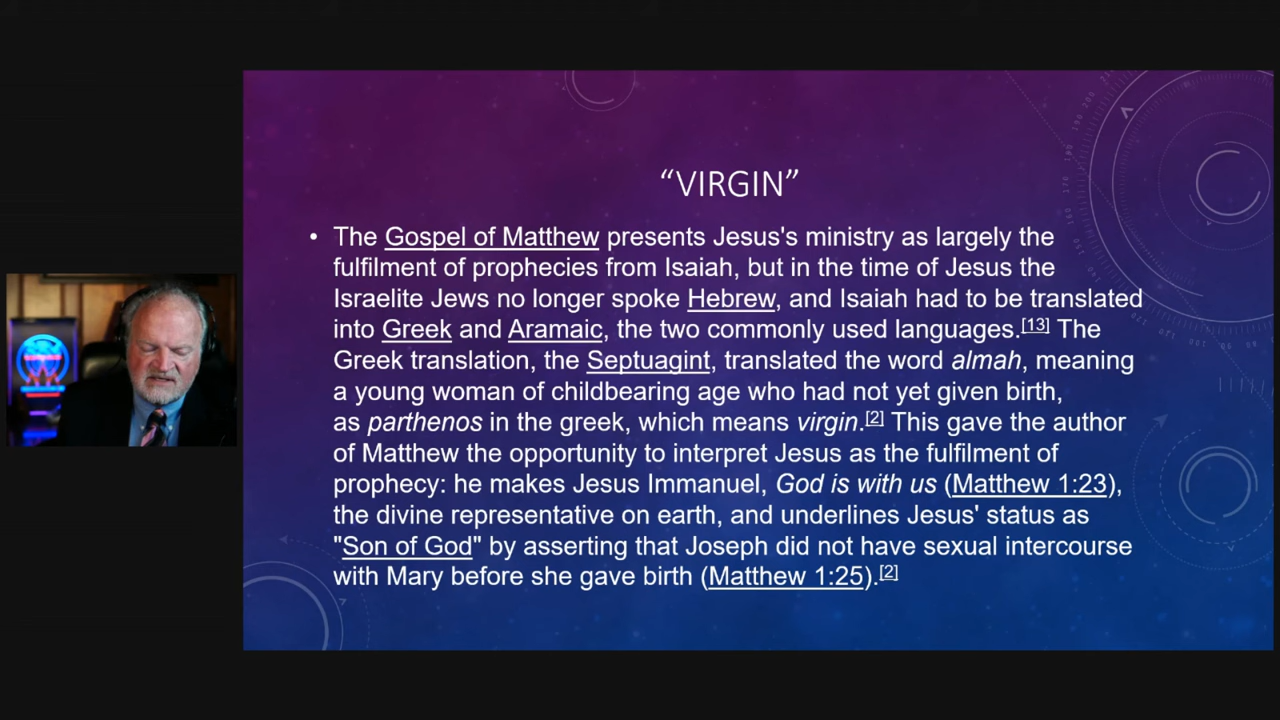 “VIRGIN”
• The Gospel of Matthew presents Jesus's ministry as largely the
fulfilment of prophecies from Isaiah, but in the time of Jesus the
Israelite Jews no longer spoke Hebrew, and Isaiah had to be translated
into Greek and Aramaic, the two commonly used languages.[13] The
Greek translation, the Septuagint, translated the word almah, meaning
a young woman of childbearing age who had not yet given birth,
as parthenos in the greek, which means virgin.[2] This gave the author
of Matthew the opportunity to interpret Jesus as the fulfilment of
prophecy: he makes Jesus Immanuel, God is with us (Matthew 1:23),
the divine representative on earth, and underlines Jesus' status as
"Son of God" by asserting that Joseph did not have sexual intercourse
with Mary before she gave birth (Matthew 1:25).[2]